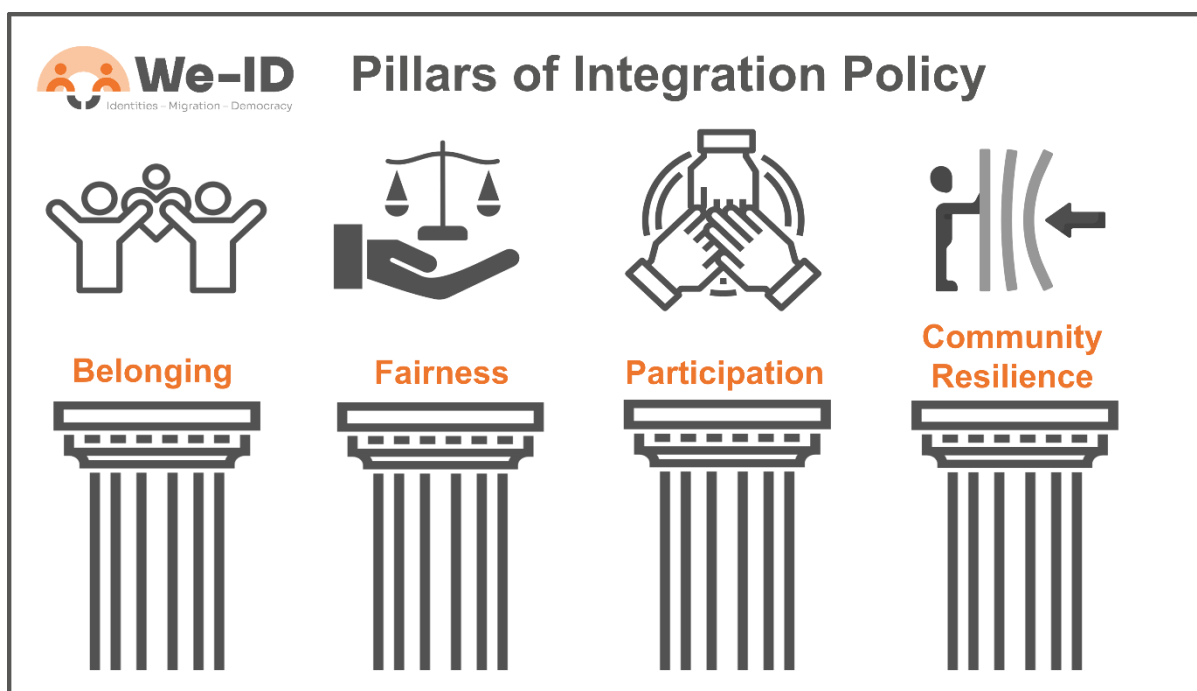 We-ID
Identities – Migration – Democracy
Pillars of Integration Policy
Belonging
Fairness
Participation
Community
Resilience